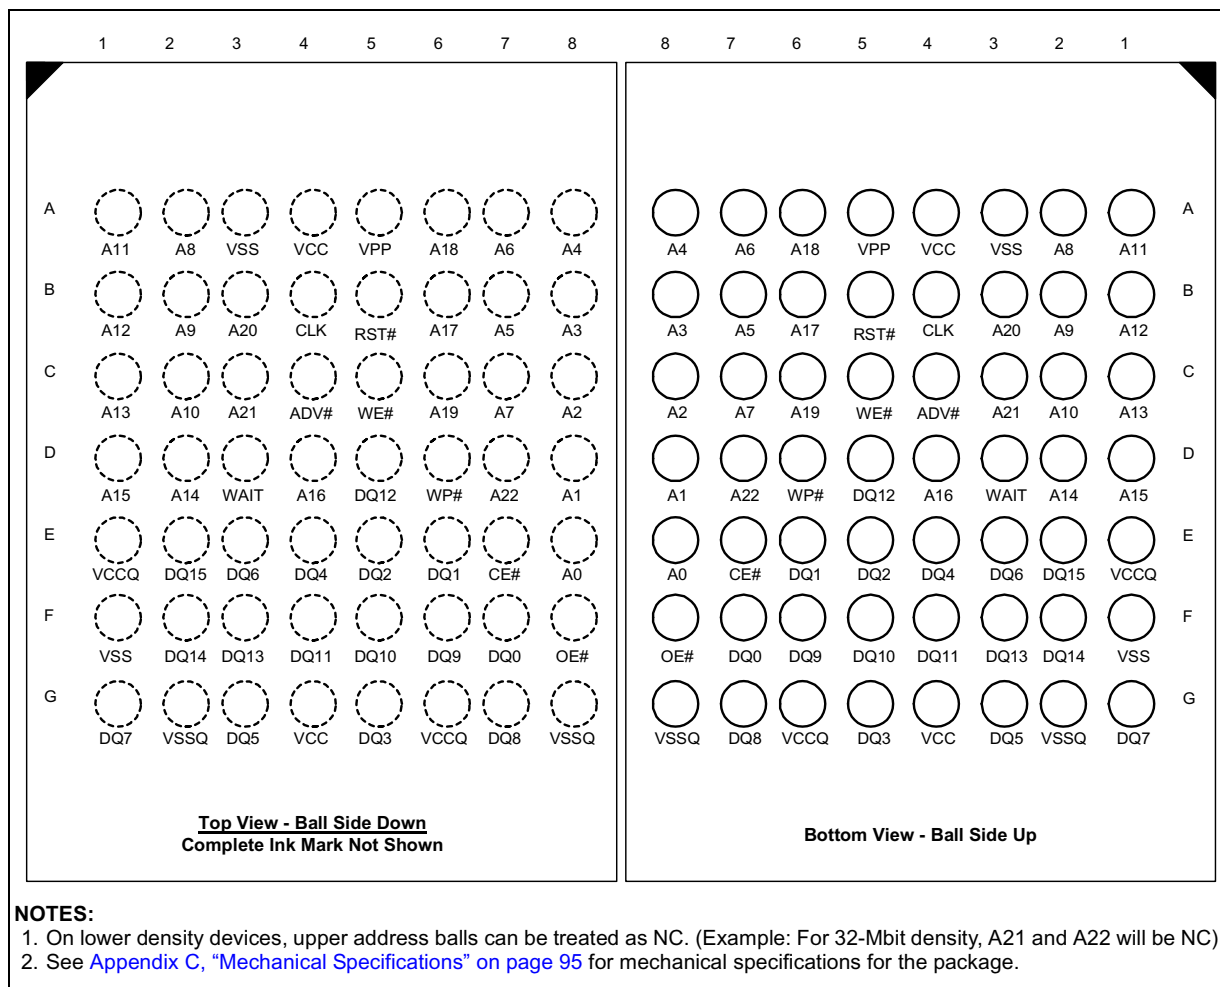 1 2 3 4 5 6 7 8 8 7 6 5 4 3 2 1
A A
A11 A8 VSS VCC VPP A18 A6 A4 A4 A6 A18 VPP VCC VSS A8 A11
B B
A12 A9 A20 CLK RST# A17 A5 A3 A3 A5 A17 RST# CLK A20 A9 A12
C C
A13 A10 A21 ADV# WE# A19 A7 A2 A2 A7 A19 WE# ADV# A21 A10 A13
D D
A15 A14 WAIT A16 DQ12 WP# A22 A1 A1 A22 WP# DQ12 A16 WAIT A14 A15
E E
VCCQ DQ15 DQ6 DQ4 DQ2 DQ1 CE# A0 A0 CE# DQ1 DQ2 DQ4 DQ6 DQ15 VCCQ
F F
VSS DQ14 DQ13 DQ11 DQ10 DQ9 DQ0 OE# OE# DQ0 DQ9 DQ10 DQ11 DQ13 DQ14 VSS
G G
DQ7 VSSQ DQ5 VCC DQ3 VCCQ DQ8 VSSQ VSSQ DQ8 VCCQ DQ3 VCC DQ5 VSSQ DQ7
Top View - Ball Side Down
Complete Ink Mark Not Shown
Bottom View - Ball Side Up
NOTES:
1. On lower density devices, upper address balls can be treated as NC. (Example: For 32-Mbit density, A21 and A22 will be NC)
2. See Appendix C, “Mechanical Specifications” on page 95 for mechanical specifications for the package.